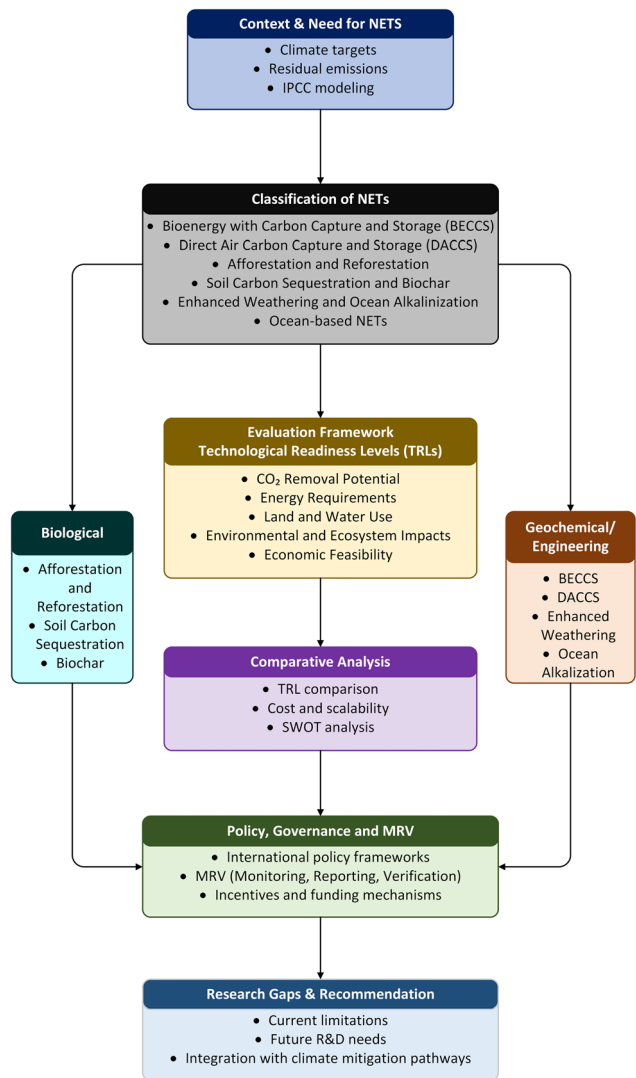 Context & Need for NETS
• Climate targets
• Residual emissions
• IPCC modeling
Classification of NETs
• Bioenergy with Carbon Capture and Storage (BECCS)
• Direct Air Carbon Capture and Storage (DACCS)
• Afforestation and Reforestation
• Soil Carbon Sequestration and Biochar
• Enhanced Weathering and Ocean Alkalinization
• Ocean-based NETs
Evaluation Framework
Technological Readiness Levels (TRLs)
• CO₂ Removal Potential
• Energy Requirements
• Land and Water Use
• Environmental and Ecosystem Impacts
• Economic Feasibility
Biological
• Afforestation
and
Reforestation
• Soil Carbon
Sequestration
• Biochar
Geochemical/
Engineering
• BECCS
• DACCS
• Enhanced
Weathering
• Ocean
Alkalization
Comparative Analysis
• TRL comparison
• Cost and scalability
• SWOT analysis
Policy, Governance and MRV
• International policy frameworks
• MRV (Monitoring, Reporting, Verification)
• Incentives and funding mechanisms
Research Gaps & Recommendation
• Current limitations
• Future R&D needs
• Integration with climate mitigation pathways